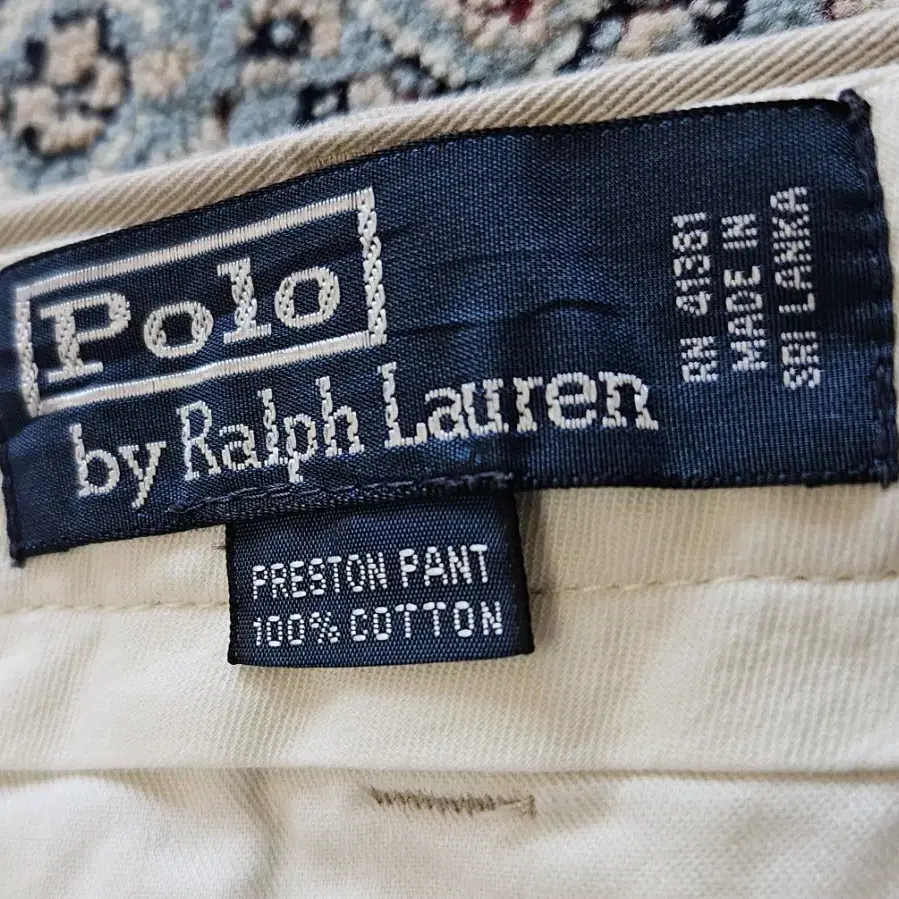 Polo
by Ralph Lauren
RN 41381
MADE IN
SRI LANKA
PRESTON PANT
100% COTTON